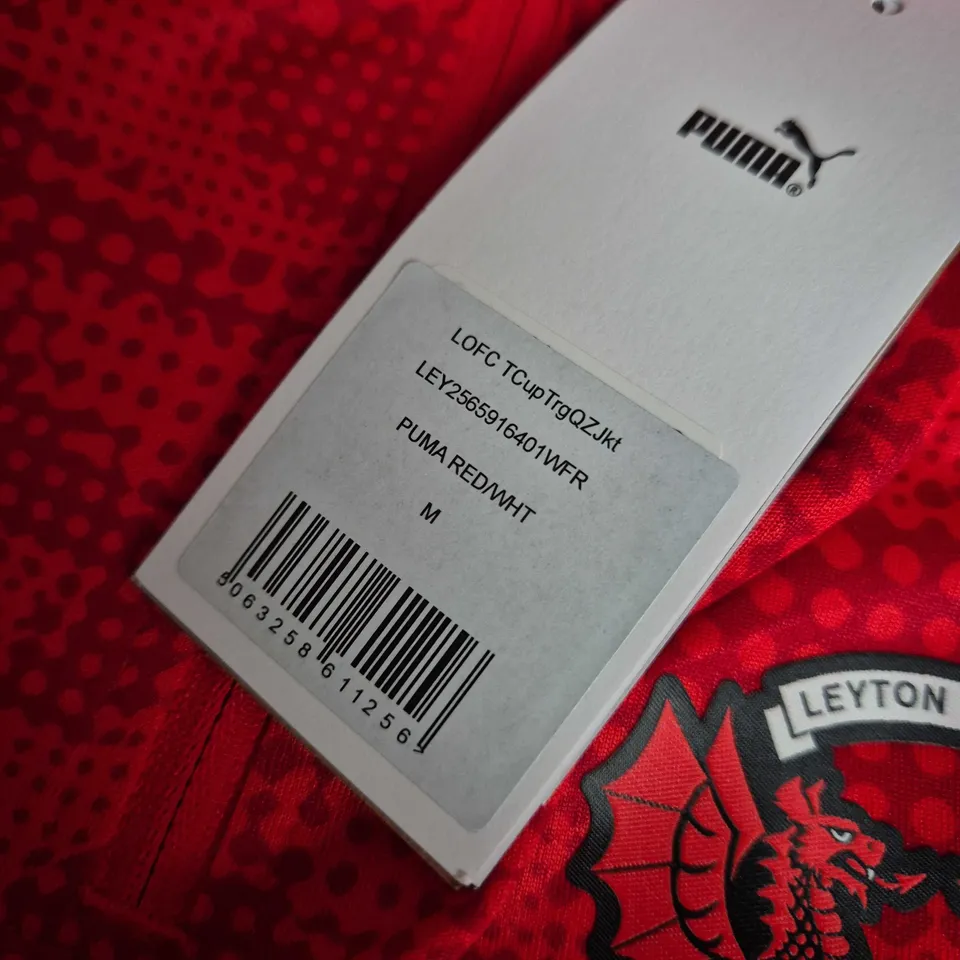 PUMA®
LOFC TCupTrgQZJkt
LEY2565916401WFR
PUMA RED/WHT
M
5063258611256>
LEYTON